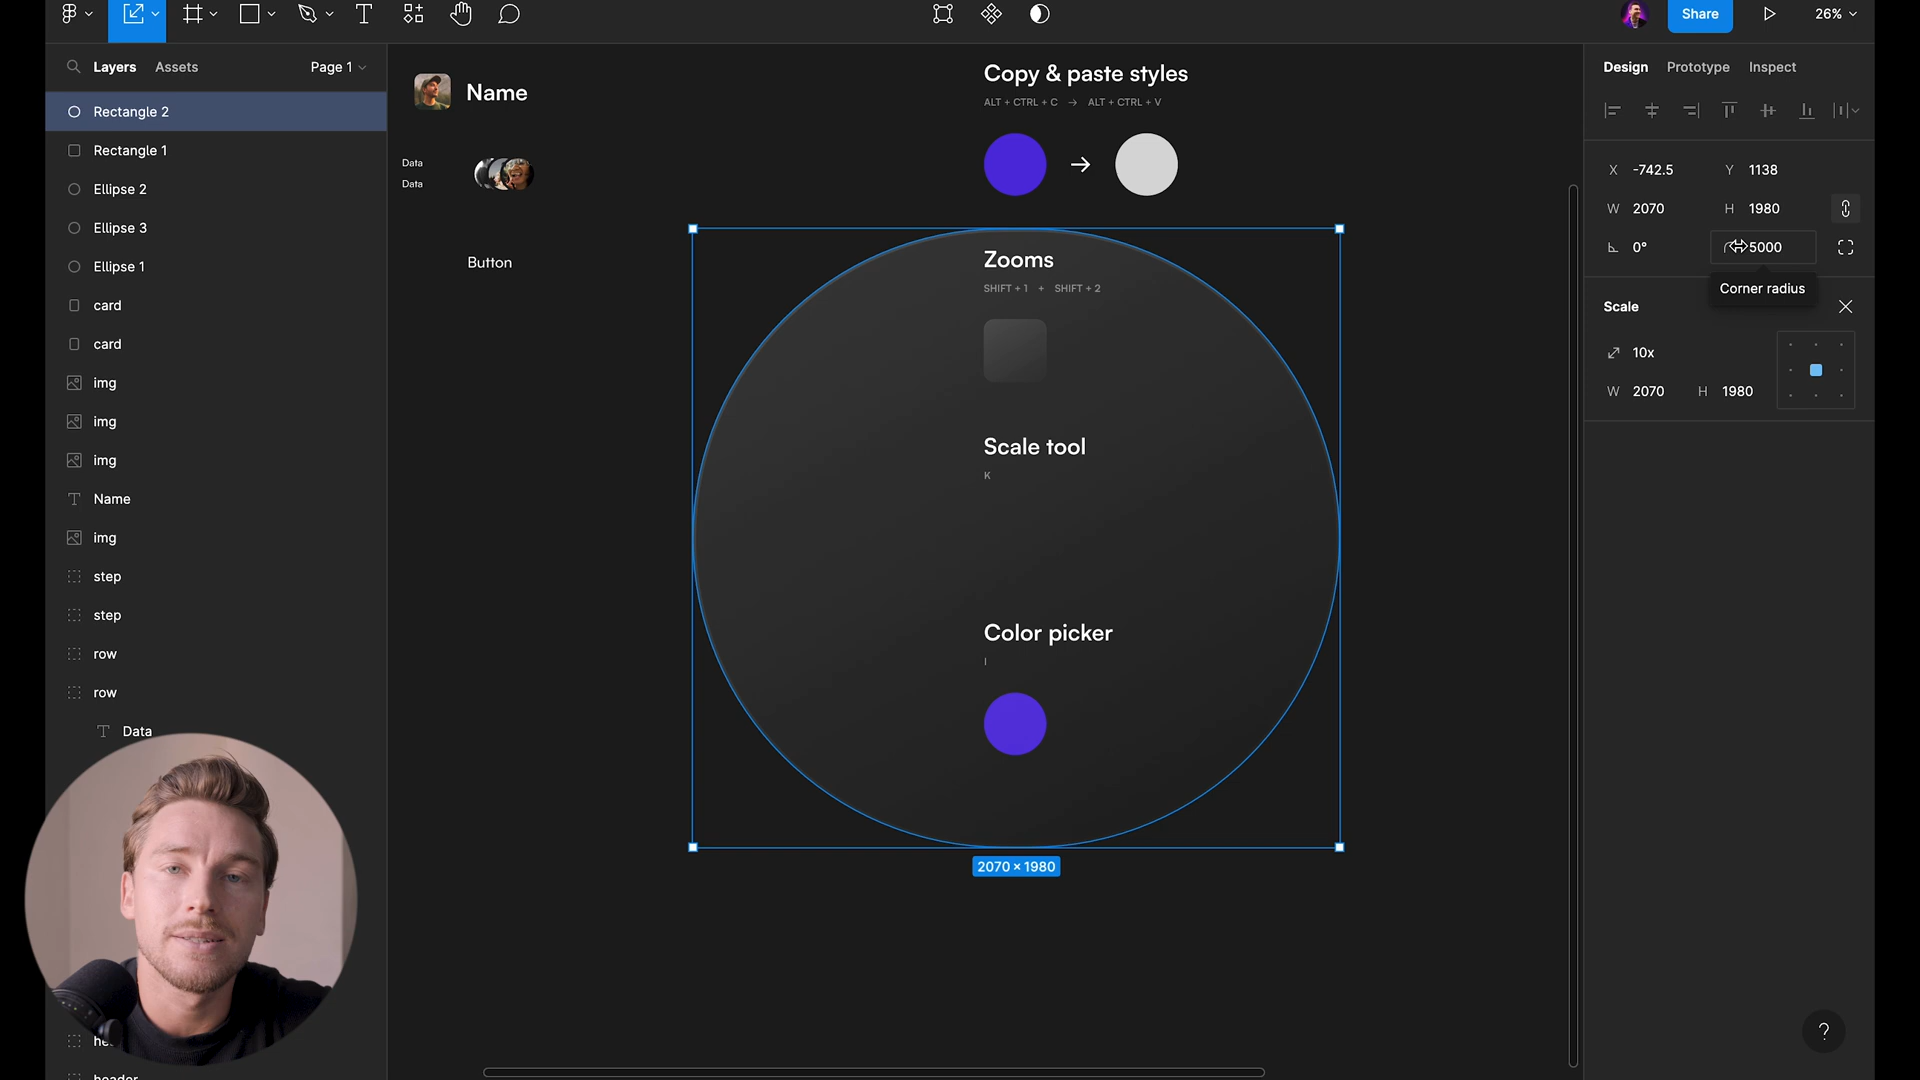 Share
26%
Layers
Assets
Page 1
Design
Prototype
Inspect
Rectangle 2
Rectangle 1
Ellipse 2
Ellipse 3
Ellipse 1
card
card
img
img
img
Name
img
step
step
row
row
Data
header
Name
Data
Data
Button
Copy & paste styles
ALT + CTRL + C → ALT + CTRL + V
Zooms
SHIFT + 1 + SHIFT + 2
Scale tool
K
Color picker
I
2070 × 1980
X -742.5 Y 1138
W 2070 H 1980
0° 5000
Corner radius
Scale
10x
W 2070 H 1980
?